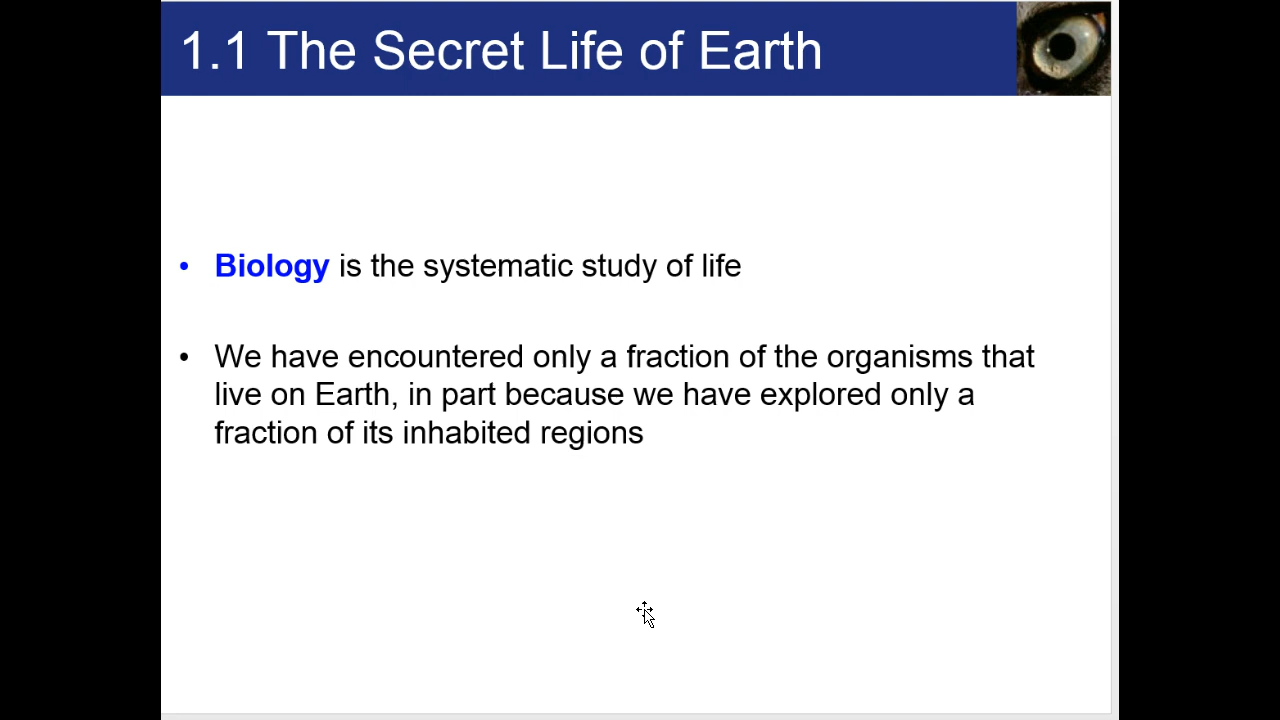 1.1 The Secret Life of Earth
• Biology is the systematic study of life
• We have encountered only a fraction of the organisms that
live on Earth, in part because we have explored only a
fraction of its inhabited regions